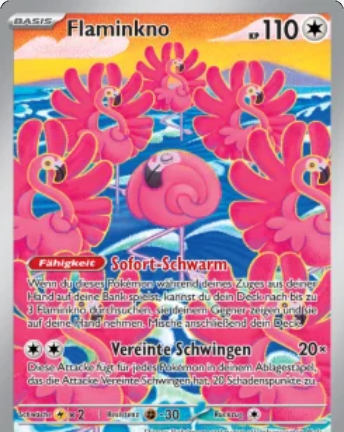 BASIS Flaminkno KP 110
Fähigkeit Sofort-Schwarm
Wenn du dieses Pokémon während deines Zuges aus deiner
Hand auf deine Bank spielst, kannst du dein Deck nach bis zu
3 Flaminkno durchsuchen, sie deinem Gegner zeigen und sie
auf deine Hand nehmen. Mische anschließend dein Deck.
Vereinte Schwingen 20×
Diese Attacke fügt für jedes Pokémon in deinem Ablagestapel,
das die Attacke Vereinte Schwingen hat, 20 Schadenspunkte zu.
Schwäche ×2 Resistenz -30 Rückzug